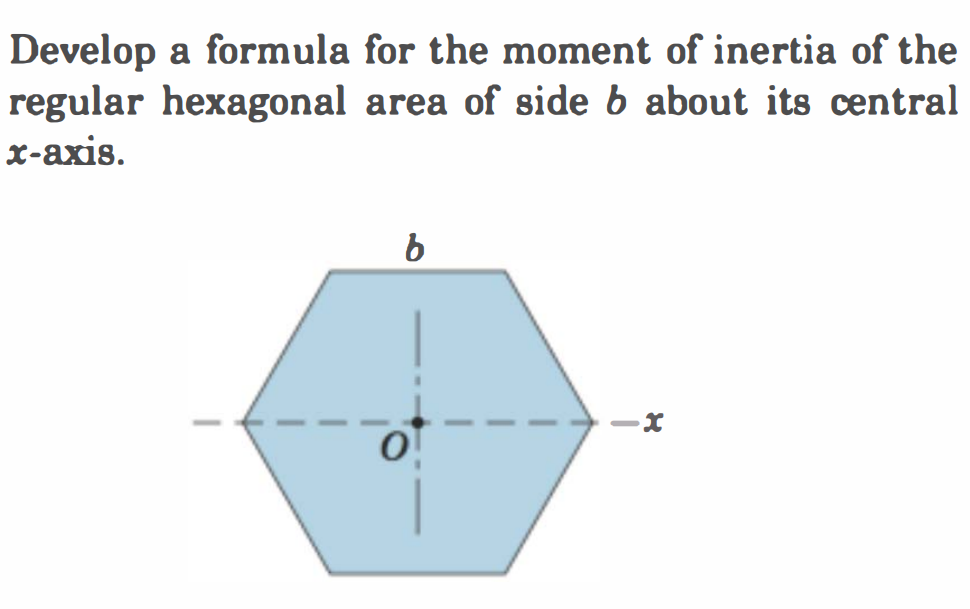 Develop a formula for the moment of inertia of the
regular hexagonal area of side b about its central
x-axis.
b
x
O